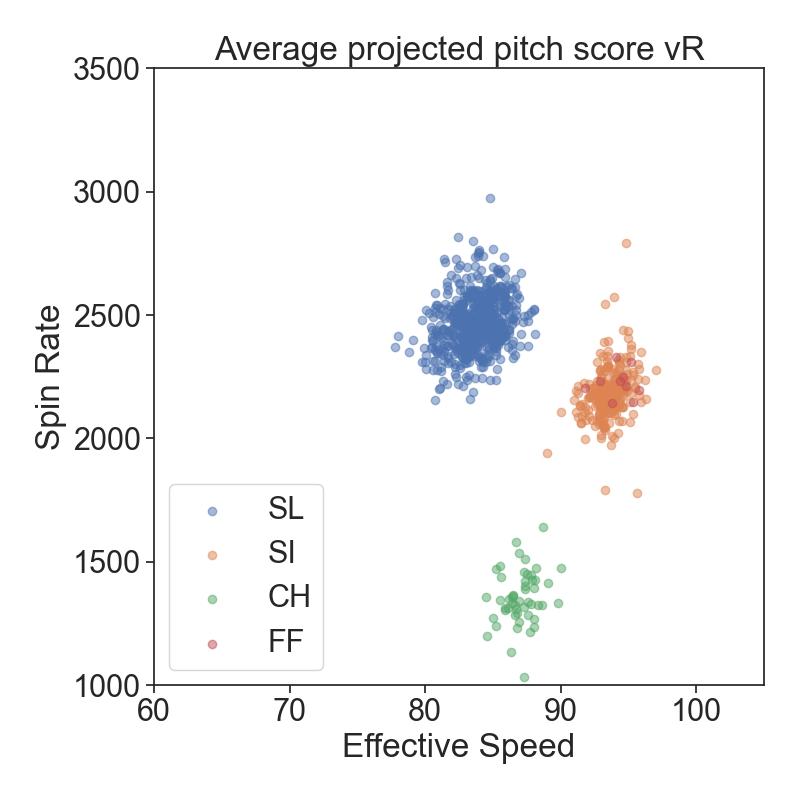 Average projected pitch score vR
3500
3000
2500
2000
1500
1000
Spin Rate
SL
SI
CH
FF
60 70 80 90 100
Effective Speed